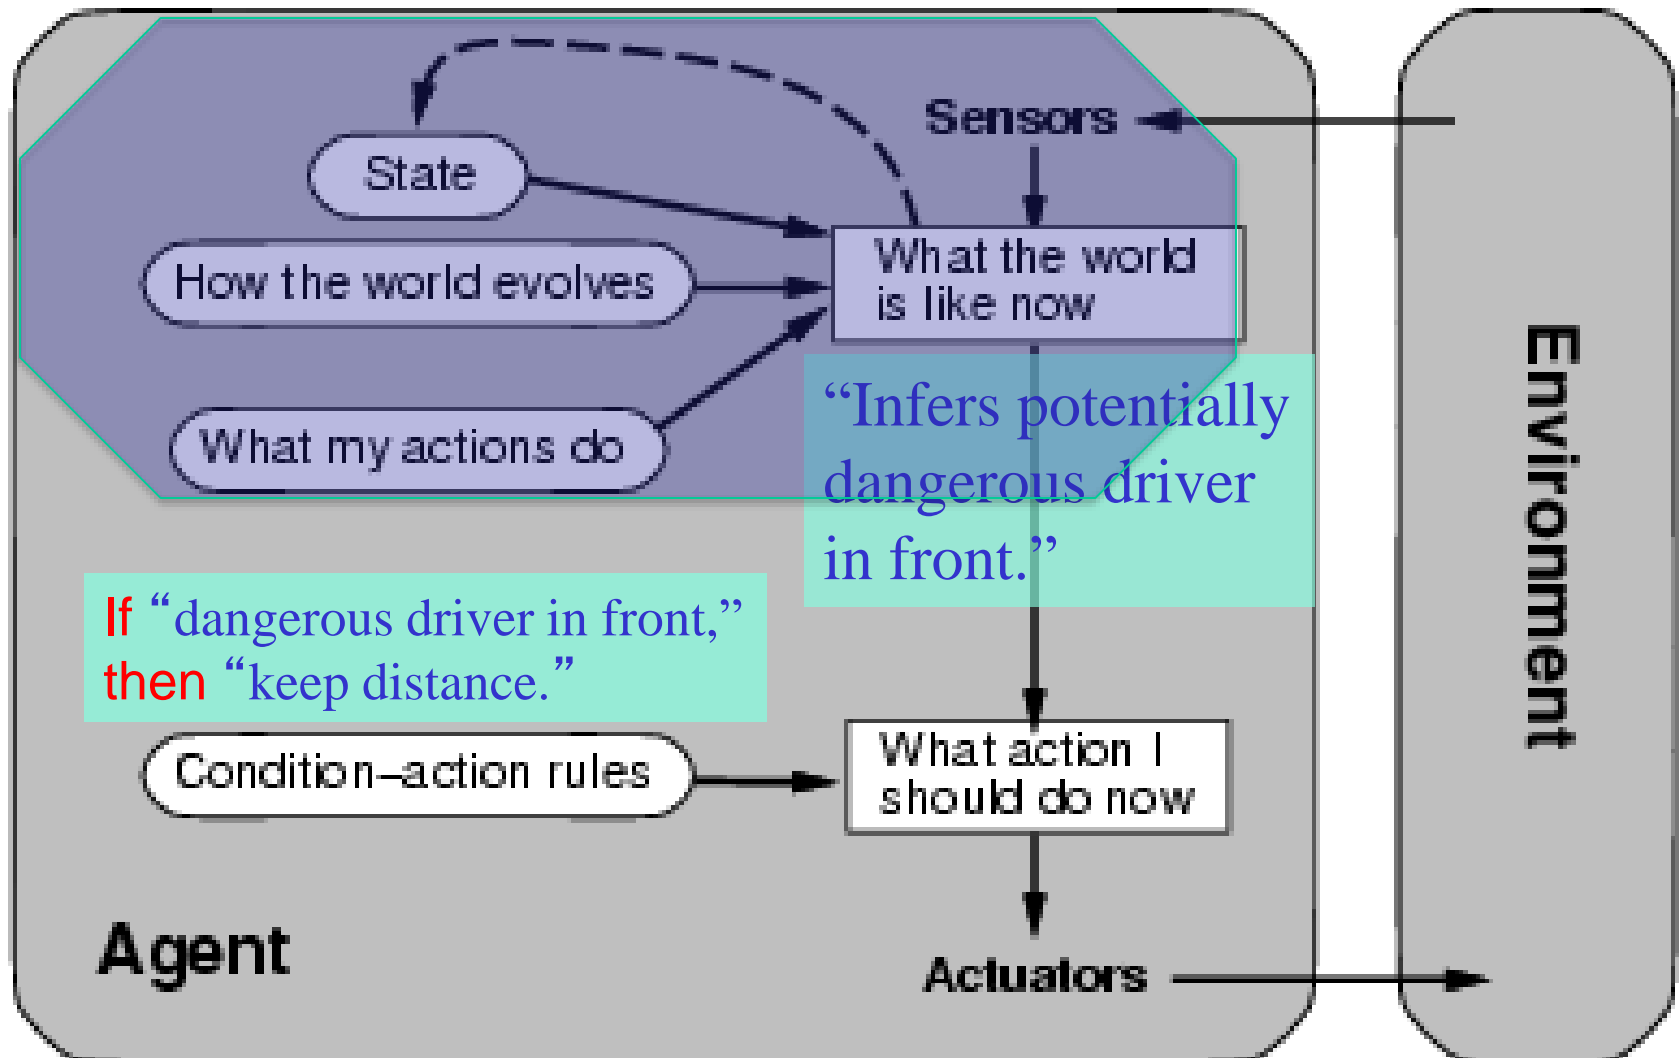 Sensors
State
How the world evolves
What the world
is like now
What my actions do
“Infers potentially
dangerous driver
in front.”
If “dangerous driver in front,”
then “keep distance.”
Condition–action rules
What action I
should do now
Agent
Actuators
Environment